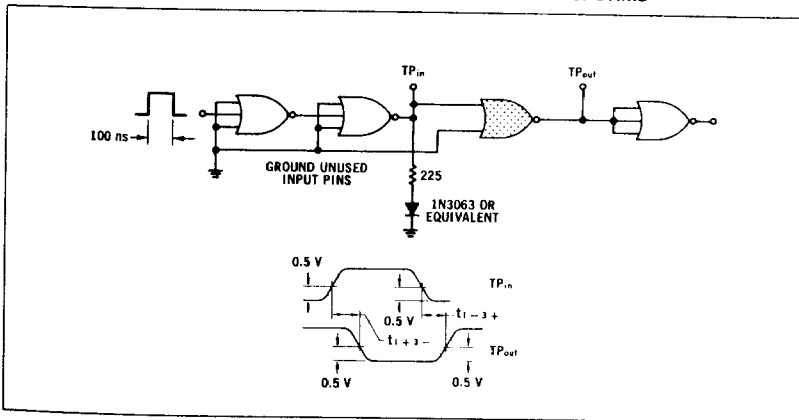 TPin
TPout
100 ns
GROUND UNUSED
INPUT PINS
225
1N3063 OR
EQUIVALENT
0.5 V
TPin
0.5 V
t1-3+
t1+3-
TPout
0.5 V
0.5 V